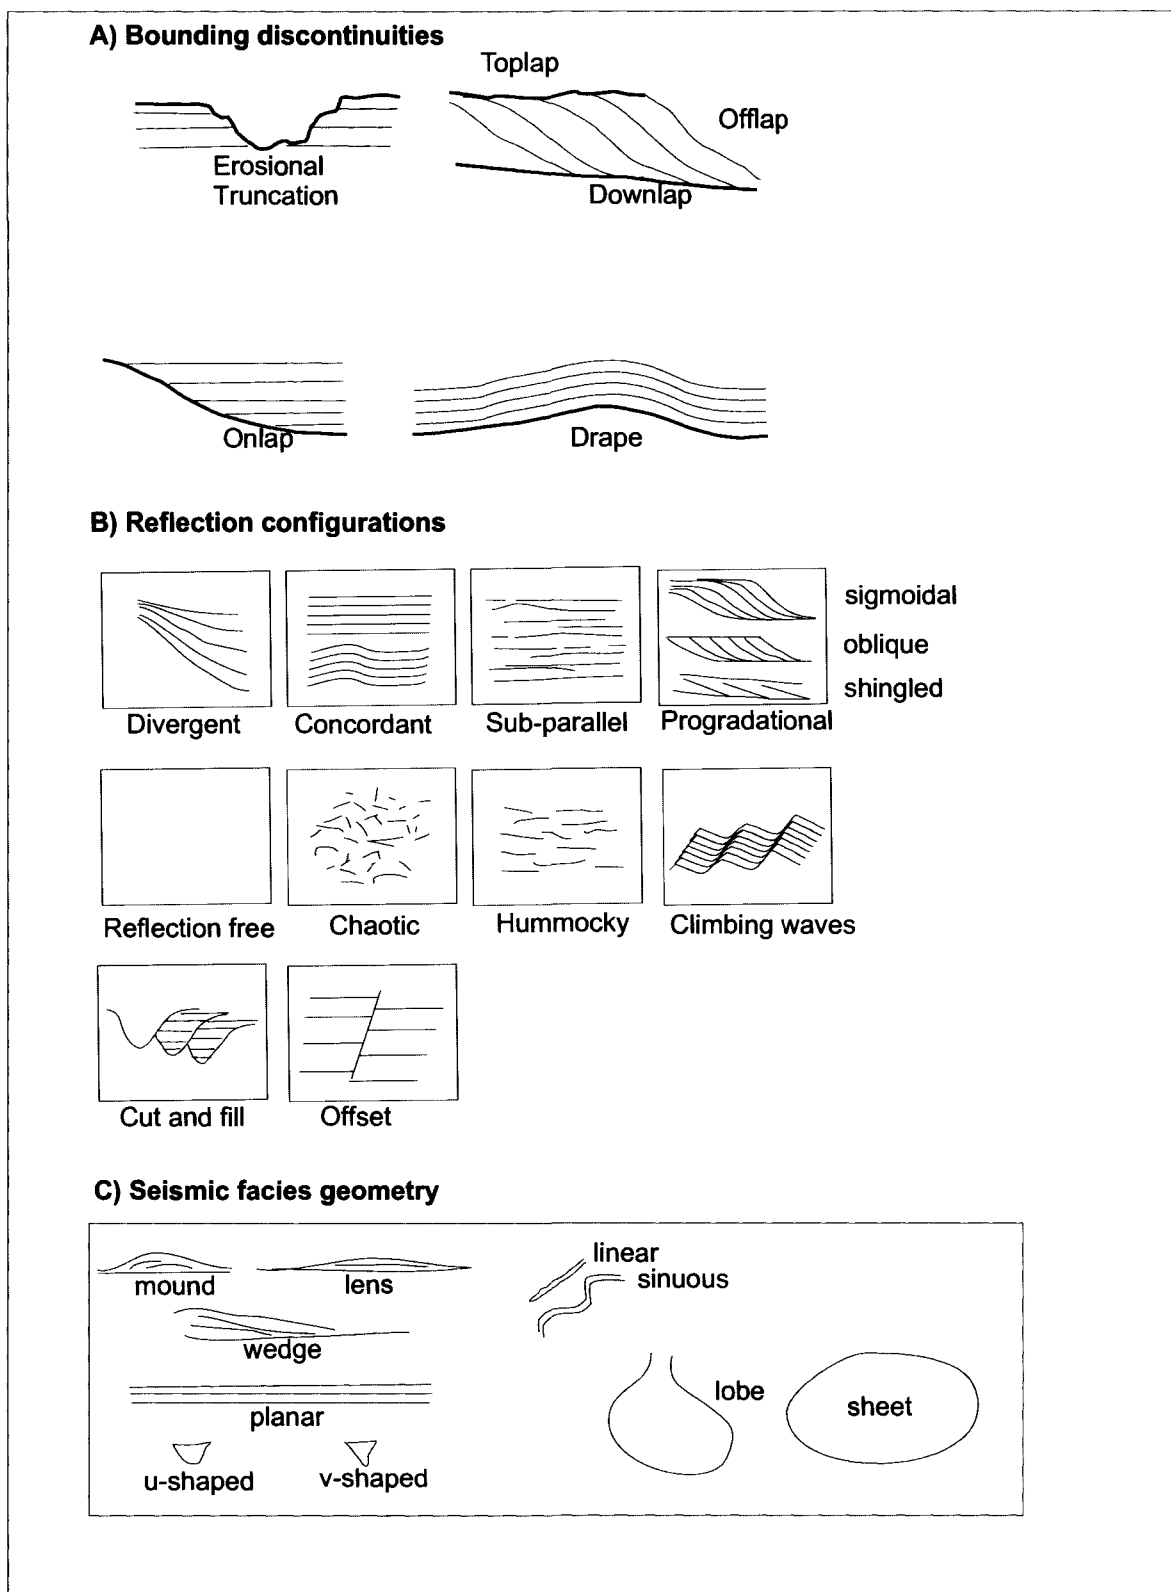 A) Bounding discontinuities
Toplap
Offlap
Erosional
Truncation
Downlap
Onlap
Drape
B) Reflection configurations
sigmoidal
oblique
shingled
Divergent
Concordant
Sub-parallel
Progradational
Reflection free
Chaotic
Hummocky
Climbing waves
Cut and fill
Offset
C) Seismic facies geometry
linear
sinuous
mound
lens
wedge
lobe
sheet
planar
u-shaped
v-shaped